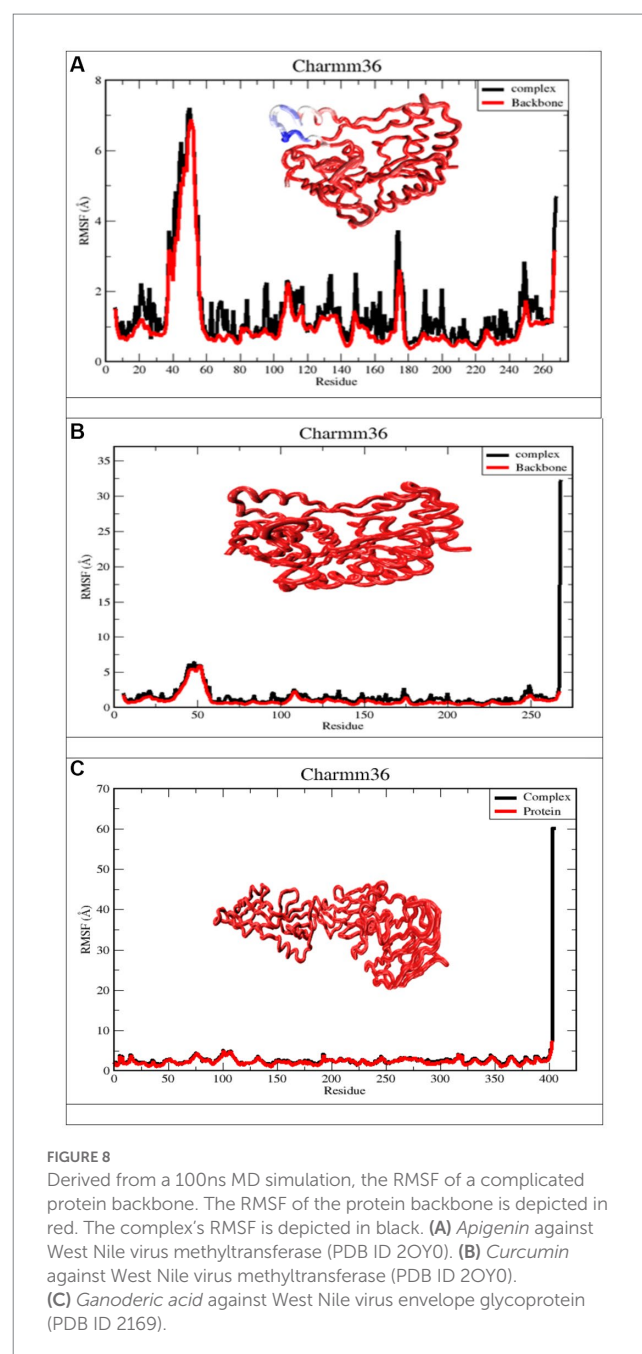 A
Charmm36
complex
Backbone
8
6
4
2
0
RMSF (Å)
0 20 40 60 80 100 120 140 160 180 200 220 240 260
Residue
B
Charmm36
complex
Backbone
35
30
25
20
15
10
5
0
RMSF (Å)
0 50 100 150 200 250
Residue
C
Charmm36
Complex
Protein
70
60
50
40
30
20
10
0
RMSF (Å)
0 50 100 150 200 250 300 350 400
Residue
FIGURE 8
Derived from a 100ns MD simulation, the RMSF of a complicated
protein backbone. The RMSF of the protein backbone is depicted in
red. The complex's RMSF is depicted in black. (A) Apigenin against
West Nile virus methyltransferase (PDB ID 2OY0). (B) Curcumin
against West Nile virus methyltransferase (PDB ID 2OY0).
(C) Ganoderic acid against West Nile virus envelope glycoprotein
(PDB ID 2169).